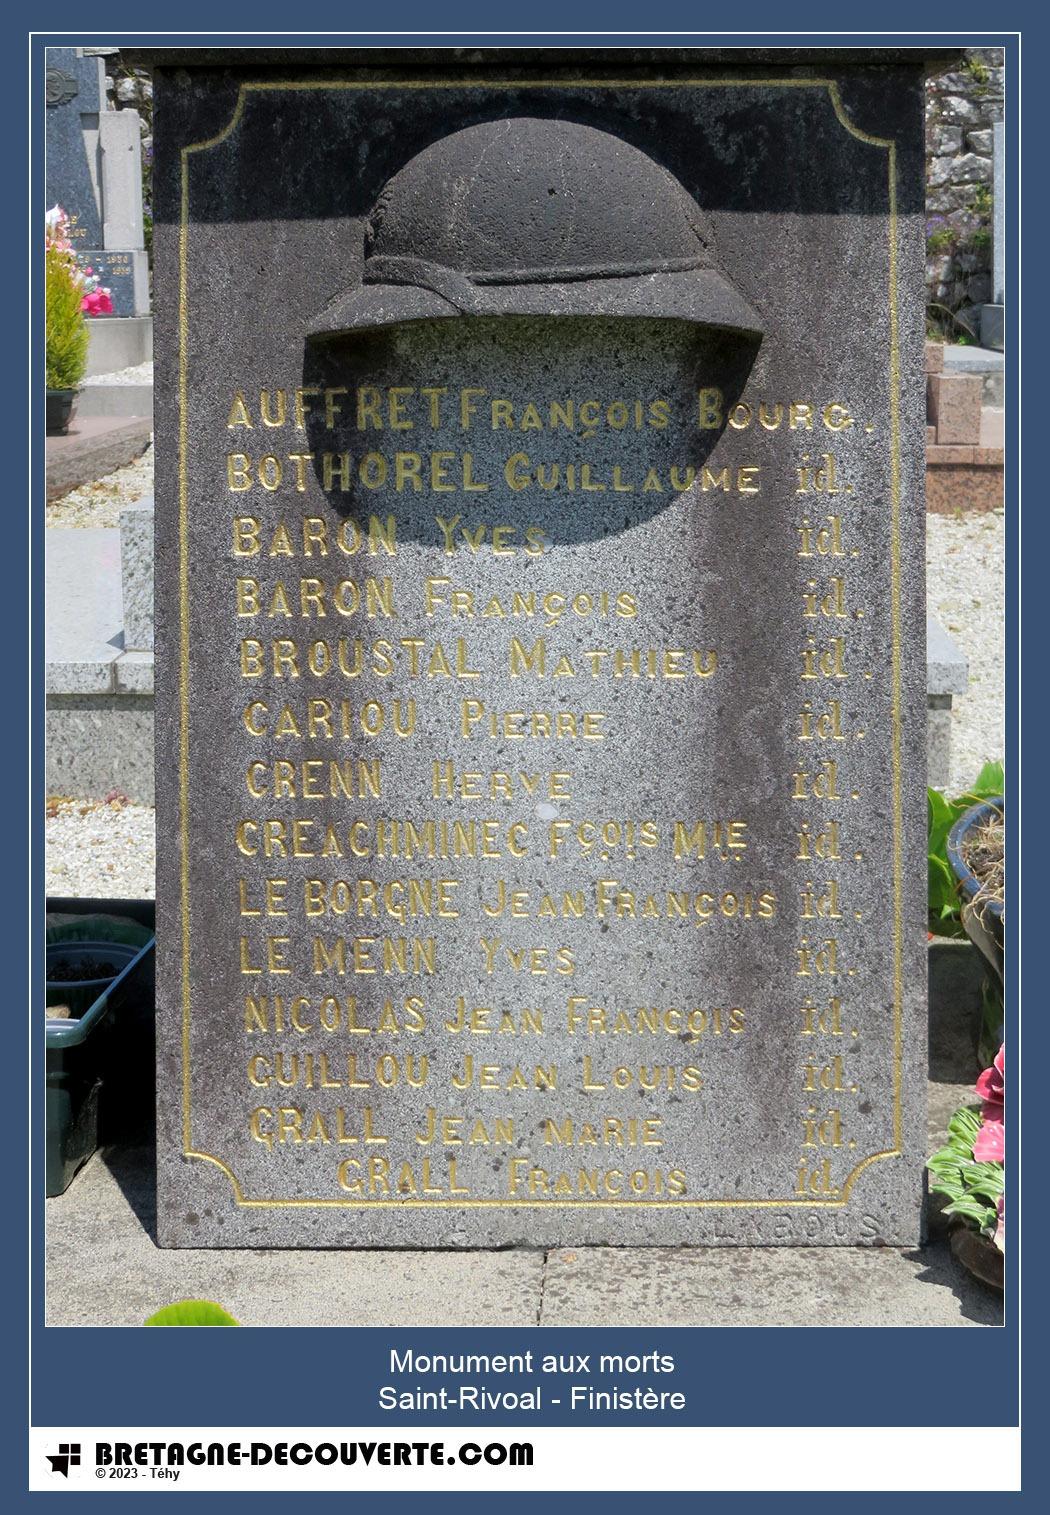 AUFFRET FRANÇOIS BOURG.
BOTHOREL GUILLAUME id.
BARON YVES id.
BARON FRANÇOIS id.
BROUSTAL MATHIEU id.
CARIOU PIERRE id.
CRENN HERVE id.
CREACHMINEC FÇOIS MIE id.
LE BORGNE JEAN FRANÇOIS id.
LE MENN YVES id.
NICOLAS JEAN FRANÇOIS id.
GUILLOU JEAN LOUIS id.
GRALL JEAN MARIE id.
GRALL FRANÇOIS id.
LABOUS
Monument aux morts
Saint-Rivoal - Finistère
BRETAGNE-DECOUVERTE.COM
© 2023 - Téhy